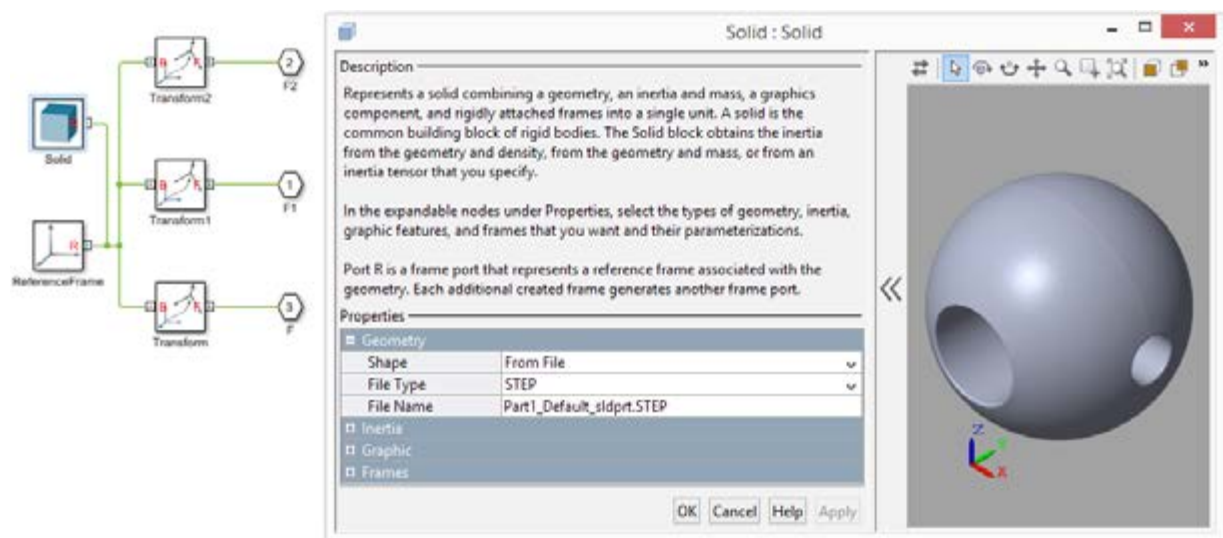 2
F2
Transform2
Solid
1
F1
Transform1
R
ReferenceFrame
3
F
Transform
Solid : Solid
Description
Represents a solid combining a geometry, an inertia and mass, a graphics
component, and rigidly attached frames into a single unit. A solid is the
common building block of rigid bodies. The Solid block obtains the inertia
from the geometry and density, from the geometry and mass, or from an
inertia tensor that you specify.
In the expandable nodes under Properties, select the types of geometry, inertia,
graphic features, and frames that you want and their parameterizations.
Port R is a frame port that represents a reference frame associated with the
geometry. Each additional created frame generates another frame port.
Properties
Geometry
Shape From File
File Type STEP
File Name Part1_Default_sldprt.STEP
Inertia
Graphic
Frames
OK Cancel Help Apply
Z
X